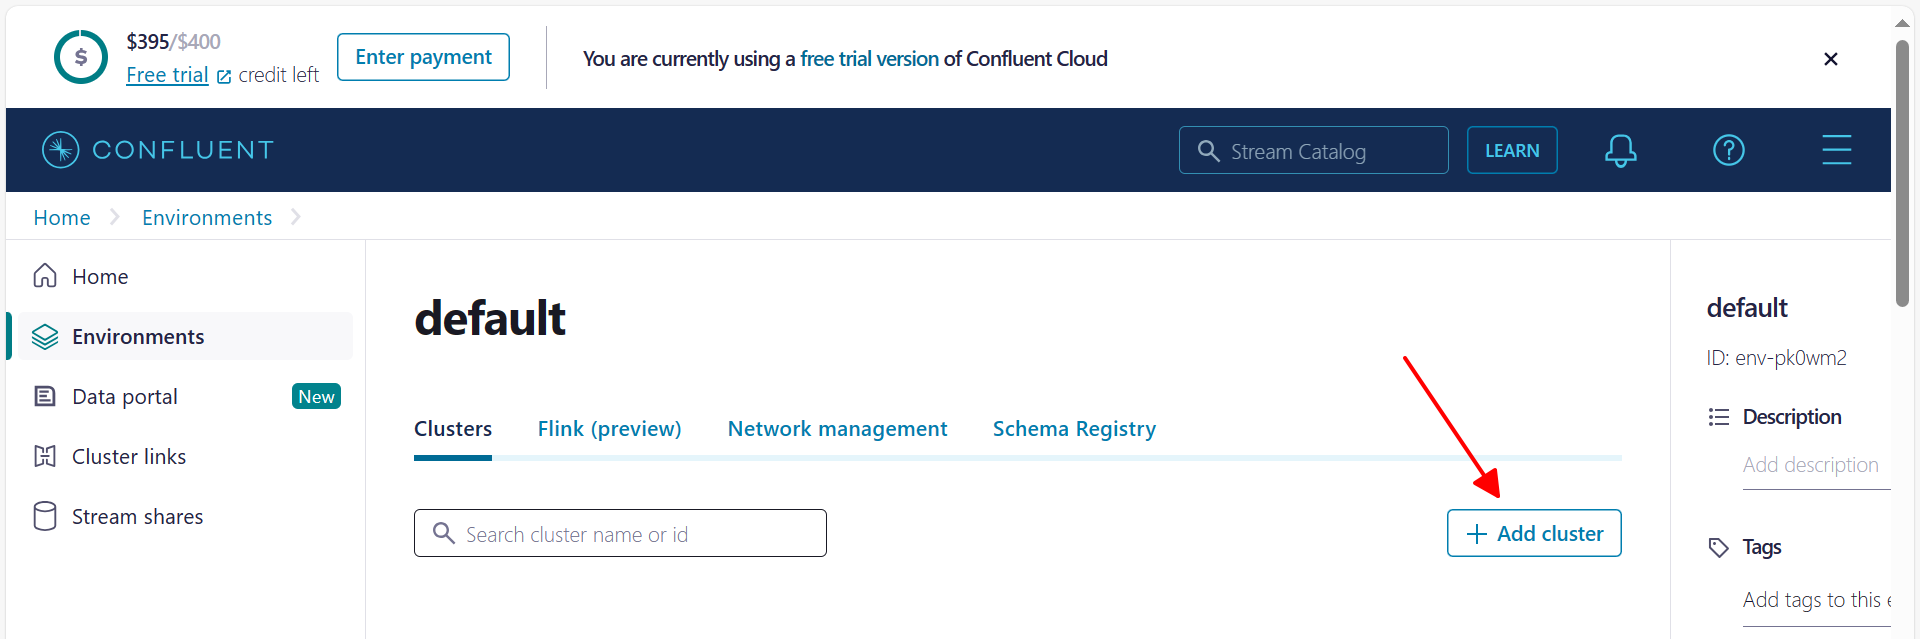 $395/$400
Free trial credit left
$
Enter payment
You are currently using a free trial version of Confluent Cloud
CONFLUENT
Stream Catalog
LEARN
?
Home
Environments
Home
Environments
Data portal
New
Cluster links
Stream shares
default
Clusters
Flink (preview)
Network management
Schema Registry
Search cluster name or id
Add cluster
default
ID: env-pk0wm2
Description
Add description
Tags
Add tags to this e